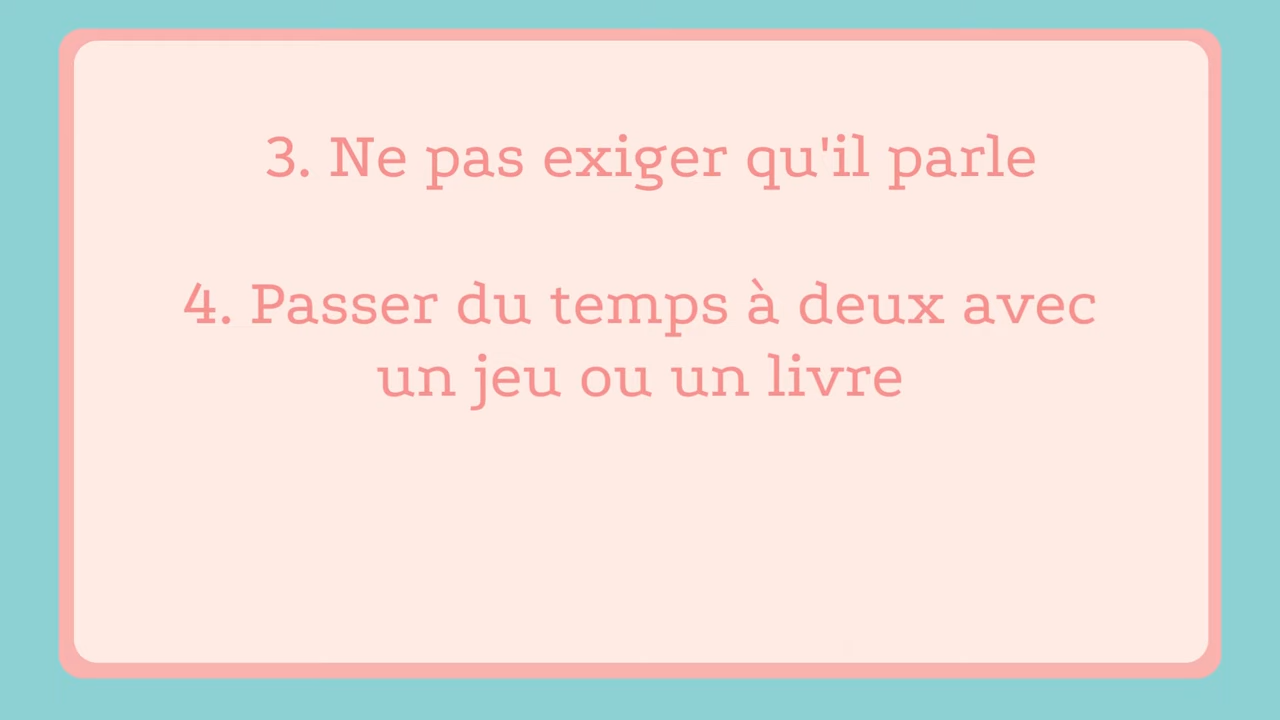 3. Ne pas exiger qu'il parle
4. Passer du temps à deux avec
un jeu ou un livre